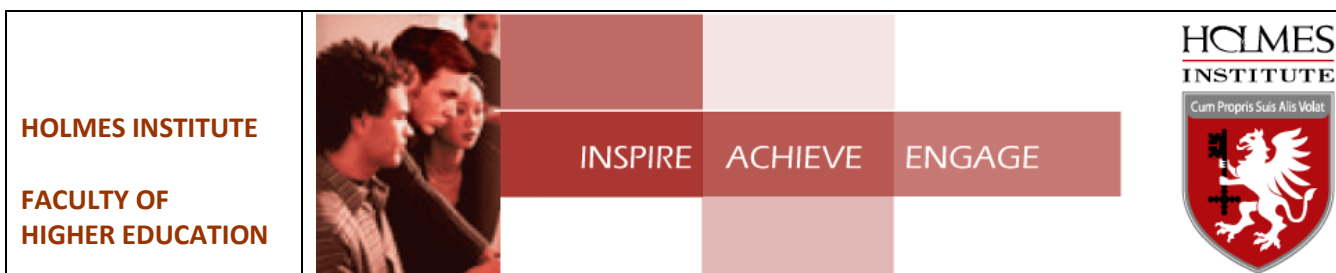 HOLMES INSTITUTE
FACULTY OF
HIGHER EDUCATION
INSPIRE ACHIEVE ENGAGE
HOLMES
INSTITUTE
Cum Propris Suis Alis Volat